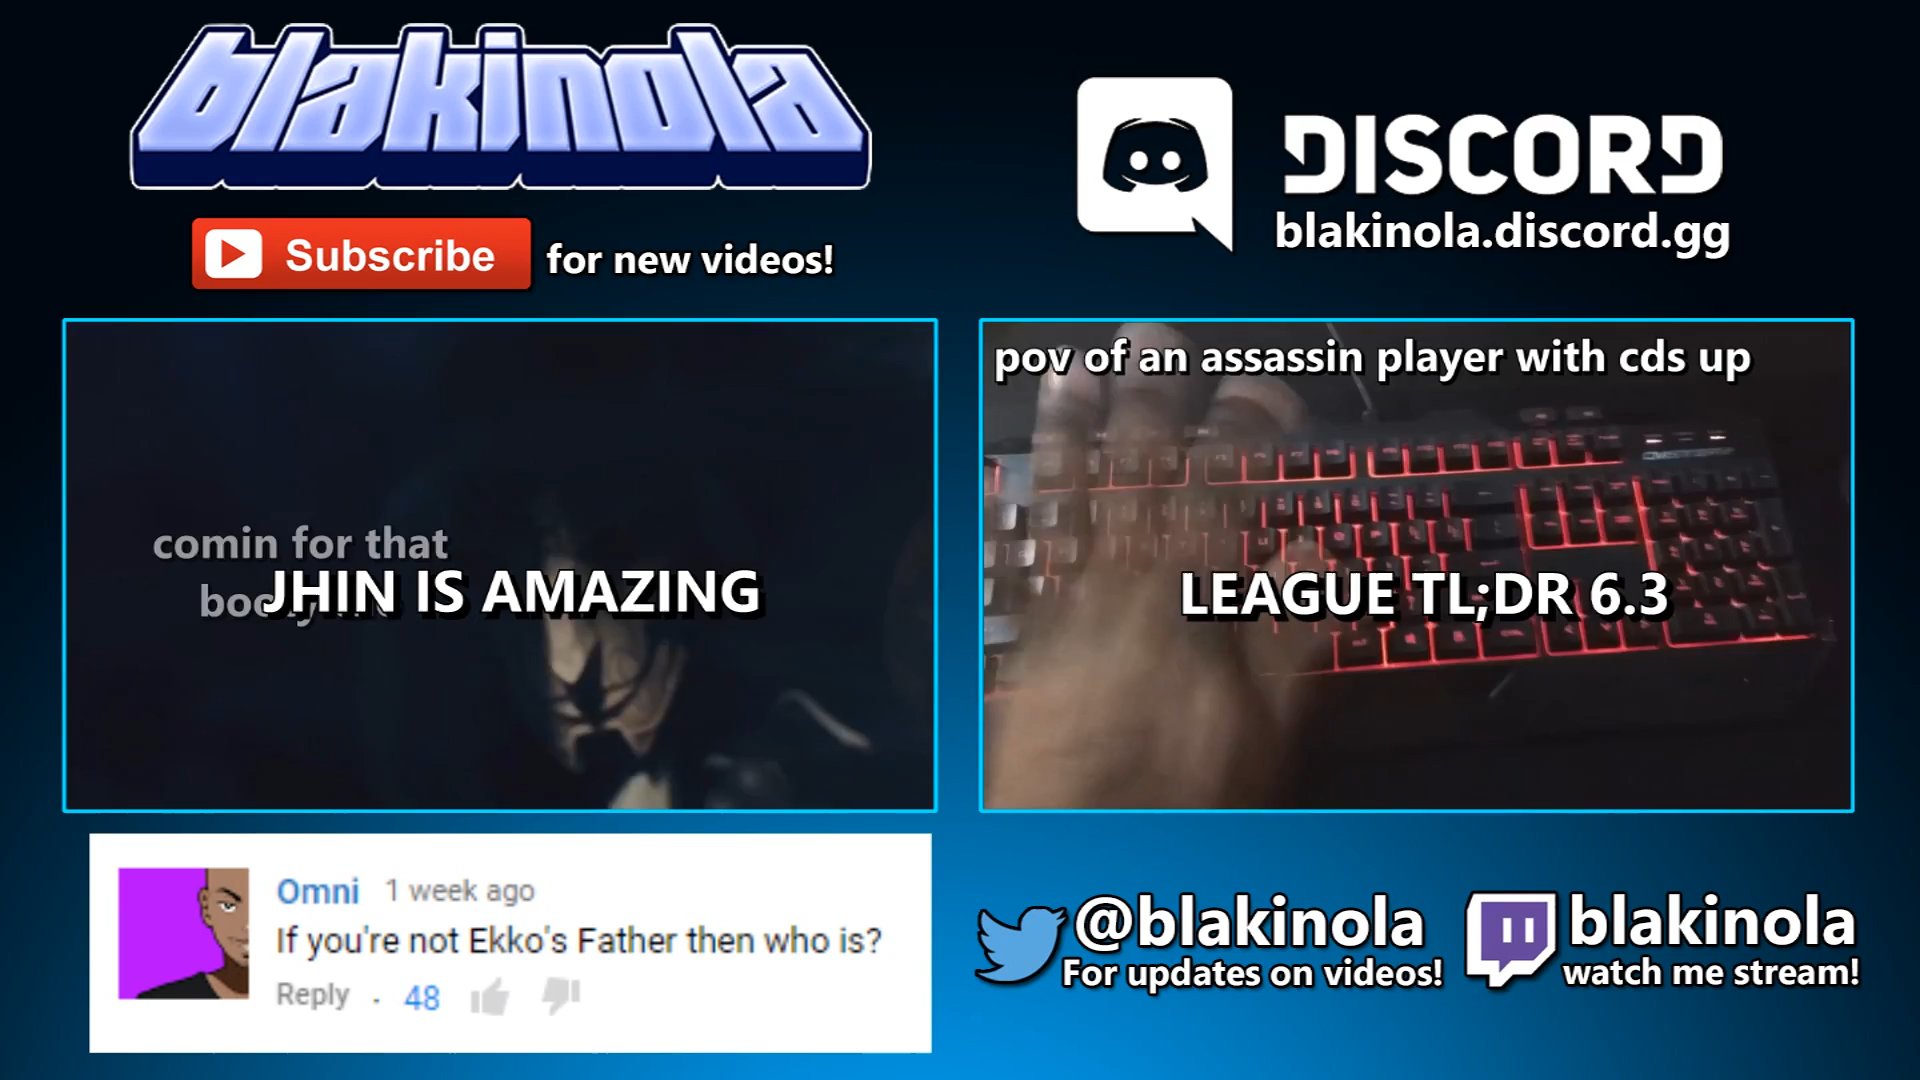 blakinola
Subscribe for new videos!
DISCORD
blakinola.discord.gg
comin for that
JHIN IS AMAZING
pov of an assassin player with cds up
LEAGUE TL;DR 6.3
Omni 1 week ago
If you're not Ekko's Father then who is?
Reply · 48
@blakinola
For updates on videos!
blakinola
watch me stream!